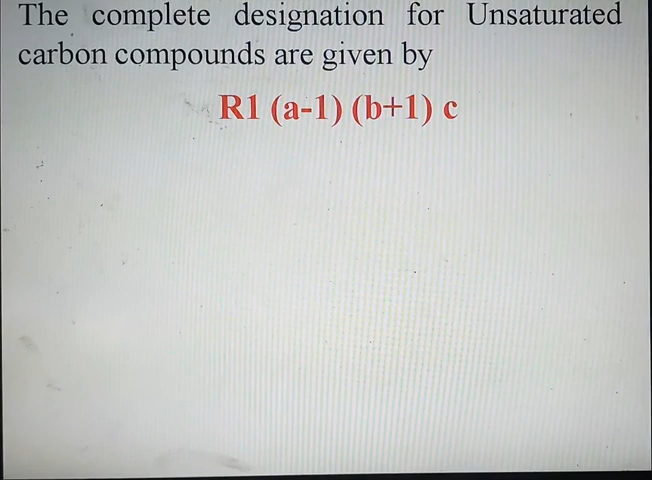 The complete designation for Unsaturated
carbon compounds are given by
R1 (a-1) (b+1) c